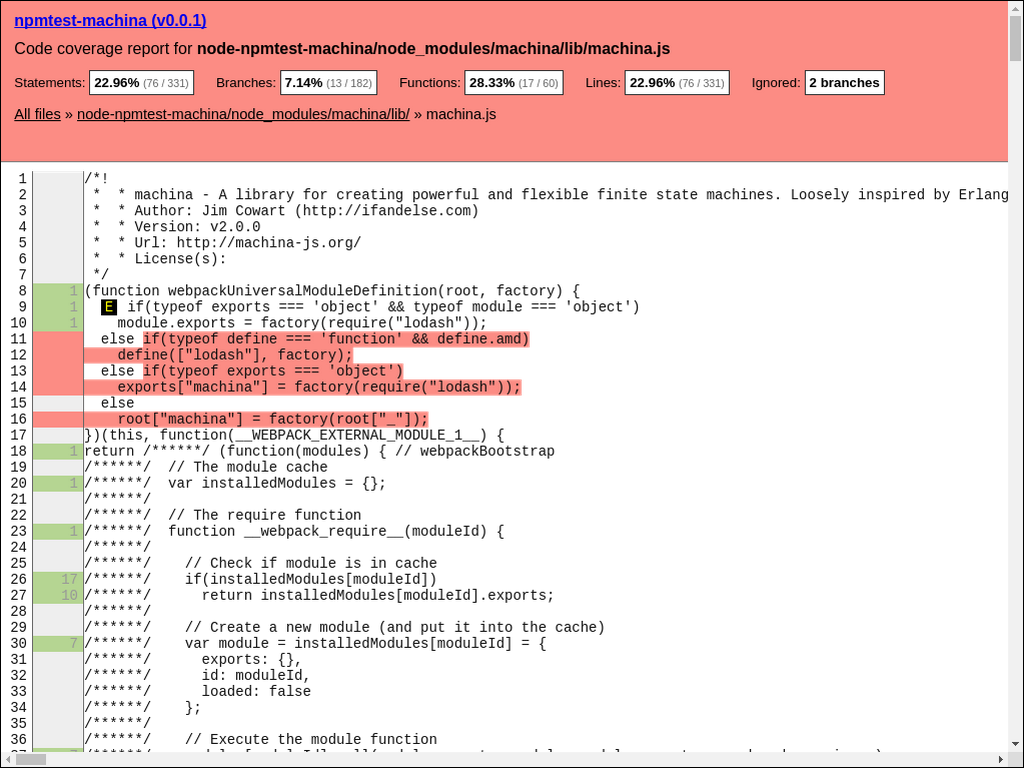 npmtest-machina (v0.0.1)
Code coverage report for node-npmtest-machina/node_modules/machina/lib/machina.js
Statements: 22.96% (76 / 331) Branches: 7.14% (13 / 182) Functions: 28.33% (17 / 60) Lines: 22.96% (76 / 331) Ignored: 2 branches
All files » node-npmtest-machina/node_modules/machina/lib/ » machina.js
1 /*!
2 * * machina - A library for creating powerful and flexible finite state machines. Loosely inspired by Erlang
3 * * Author: Jim Cowart (http://ifandelse.com)
4 * * Version: v2.0.0
5 * * Url: http://machina-js.org/
6 * * License(s):
7 */
8 1 (function webpackUniversalModuleDefinition(root, factory) {
9 1 E if(typeof exports === 'object' && typeof module === 'object')
10 1 module.exports = factory(require("lodash"));
11 else if(typeof define === 'function' && define.amd)
12 define(["lodash"], factory);
13 else if(typeof exports === 'object')
14 exports["machina"] = factory(require("lodash"));
15 else
16 root["machina"] = factory(root["_"]);
17 })(this, function(__WEBPACK_EXTERNAL_MODULE_1__) {
18 1 return /******/ (function(modules) { // webpackBootstrap
19 /******/ // The module cache
20 1 /******/ var installedModules = {};
21 /******/
22 /******/ // The require function
23 1 /******/ function __webpack_require__(moduleId) {
24 /******/
25 /******/ // Check if module is in cache
26 17 /******/ if(installedModules[moduleId])
27 10 /******/ return installedModules[moduleId].exports;
28 /******/
29 /******/ // Create a new module (and put it into the cache)
30 7 /******/ var module = installedModules[moduleId] = {
31 /******/ exports: {},
32 /******/ id: moduleId,
33 /******/ loaded: false
34 /******/ };
35 /******/
36 /******/ // Execute the module function